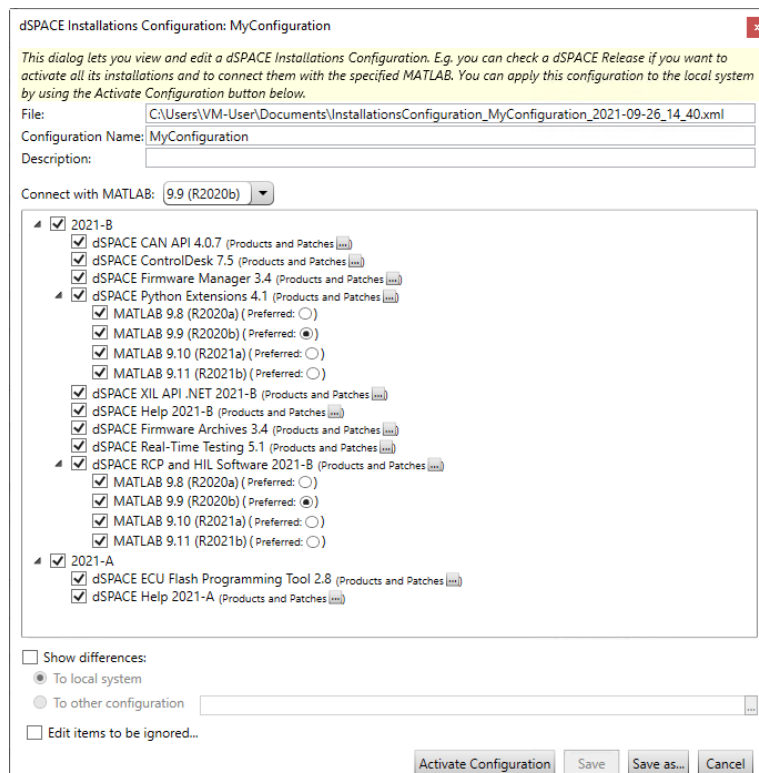 dSPACE Installations Configuration: MyConfiguration
This dialog lets you view and edit a dSPACE Installations Configuration. E.g. you can check a dSPACE Release if you want to
activate all its installations and to connect them with the specified MATLAB. You can apply this configuration to the local system
by using the Activate Configuration button below.
File: C:\Users\VM-User\Documents\InstallationsConfiguration_MyConfiguration_2021-09-26_14_40.xml
Configuration Name: MyConfiguration
Description:
Connect with MATLAB: 9.9 (R2020b)
2021-B
dSPACE CAN API 4.0.7 (Products and Patches ...)
dSPACE ControlDesk 7.5 (Products and Patches ...)
dSPACE Firmware Manager 3.4 (Products and Patches ...)
dSPACE Python Extensions 4.1 (Products and Patches ...)
MATLAB 9.8 (R2020a) (Preferred: )
MATLAB 9.9 (R2020b) (Preferred: )
MATLAB 9.10 (R2021a) (Preferred: )
MATLAB 9.11 (R2021b) (Preferred: )
dSPACE XIL API .NET 2021-B (Products and Patches ...)
dSPACE Help 2021-B (Products and Patches ...)
dSPACE Firmware Archives 3.4 (Products and Patches ...)
dSPACE Real-Time Testing 5.1 (Products and Patches ...)
dSPACE RCP and HIL Software 2021-B (Products and Patches ...)
MATLAB 9.8 (R2020a) (Preferred: )
MATLAB 9.9 (R2020b) (Preferred: )
MATLAB 9.10 (R2021a) (Preferred: )
MATLAB 9.11 (R2021b) (Preferred: )
2021-A
dSPACE ECU Flash Programming Tool 2.8 (Products and Patches ...)
dSPACE Help 2021-A (Products and Patches ...)
Show differences:
To local system
To other configuration ...
Edit items to be ignored...
Activate Configuration Save Save as... Cancel